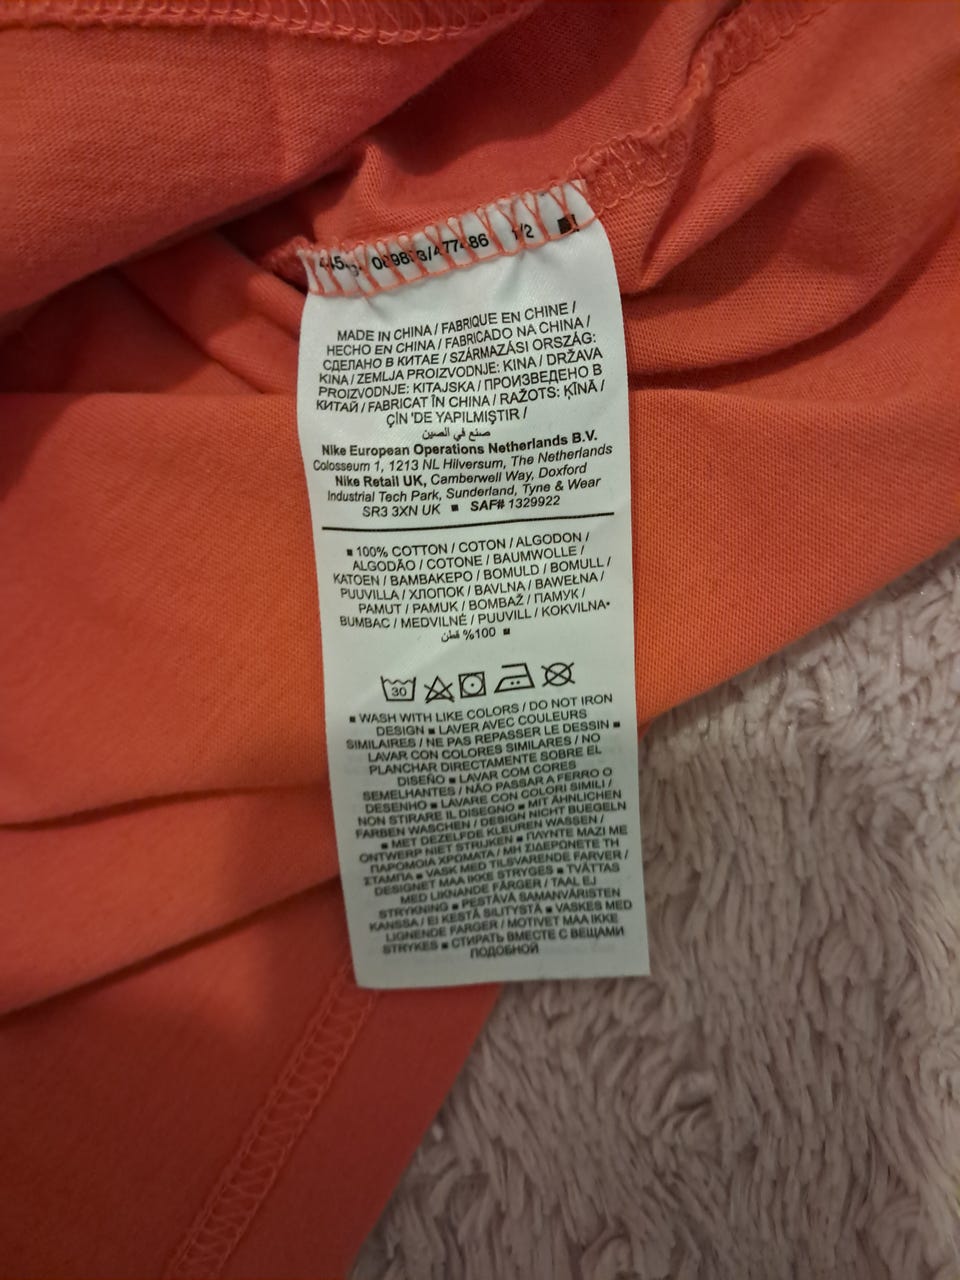 1/2
MADE IN CHINA / FABRIQUE EN CHINE /
HECHO EN CHINA / FABRICADO NA CHINA /
СДЕЛАНО В КИТАЕ / SZÁRMAZÁSI ORSZÁG:
KINA / ZEMLJA PROIZVODNJE: KINA / DRŽAVA
PROIZVODNJE: KITAJSKA / ПРОИЗВЕДЕНО В
КИТАЙ / FABRICAT ÎN CHINA / RAŽOTS: ĶĪNĀ /
ÇİN 'DE YAPILMIŞTIR /
صنع في الصين
Nike European Operations Netherlands B.V.
Colosseum 1, 1213 NL Hilversum, The Netherlands
Nike Retail UK, Camberwell Way, Doxford
Industrial Tech Park, Sunderland, Tyne & Wear
SR3 3XN UK ■ SAF# 1329922
■ 100% COTTON / COTON / ALGODON /
ALGODÃO / COTONE / BAUMWOLLE /
KATOEN / ΒΑΜΒΑΚΕΡΟ / BOMULD / BOMULL /
PUUVILLA / ХЛОПОК / BAVLNA / BAWEŁNA /
PAMUT / PAMUK / BOMBAŽ / ПАМУК /
BUMBAC / MEDVILNÉ / PUUVILL / KOKVILNA•
■ %100 قطن
30
■ WASH WITH LIKE COLORS / DO NOT IRON
DESIGN ■ LAVER AVEC COULEURS
SIMILAIRES / NE PAS REPASSER LE DESSIN ■
LAVAR CON COLORES SIMILARES / NO
PLANCHAR DIRECTAMENTE SOBRE EL
DISEÑO ■ LAVAR COM CORES
SEMELHANTES / NÃO PASSAR A FERRO O
DESENHO ■ LAVARE CON COLORI SIMILI /
NON STIRARE IL DISEGNO ■ MIT ÄHNLICHEN
FARBEN WASCHEN / DESIGN NICHT BUEGELN
■ MET DEZELFDE KLEUREN WASSEN /
ONTWERP NIET STRIJKEN ■ ΠΛΥΝΤΕ ΜΑΖΙ ΜΕ
ΠΑΡΟΜΟΙΑ ΧΡΩΜΑΤΑ / ΜΗ ΣΙΔΕΡΩΝΕΤΕ ΤΗ
ΣΤΑΜΠΑ ■ VASK MED TILSVARENDE FARVER /
DESIGNET MAA IKKE STRYGES ■ TVÄTTAS
MED LIKNANDE FÄRGER / TAAL EJ
STRYKNING ■ PESTÄVÄ SAMANVÄRISTEN
KANSSA / EI KESTÄ SILITYSTÄ ■ VASKES MED
LIGNENDE FARGER / MOTIVET MAA IKKE
STRYKES ■ СТИРАТЬ ВМЕСТЕ С ВЕЩАМИ
ПОДОБНОЙ